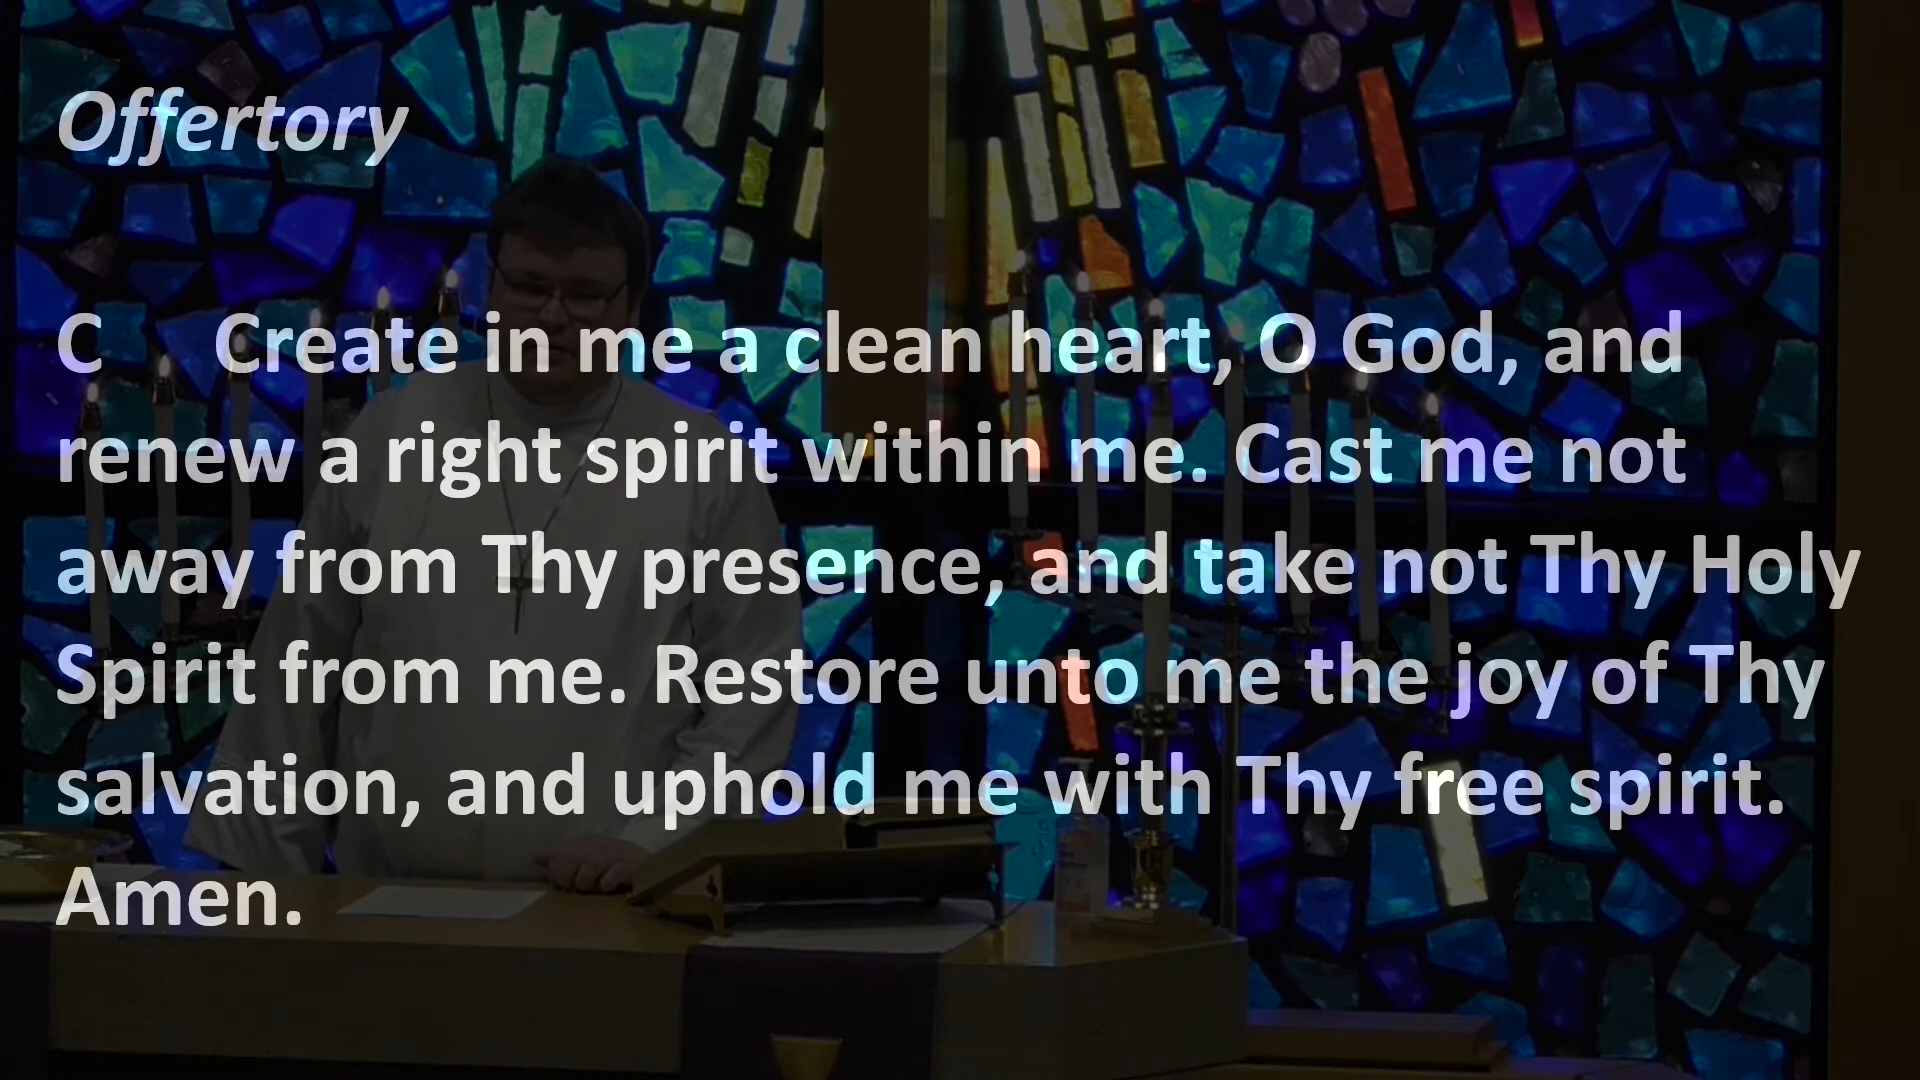 Offertory
C Create in me a clean heart, O God, and
renew a right spirit within me. Cast me not
away from Thy presence, and take not Thy Holy
Spirit from me. Restore unto me the joy of Thy
salvation, and uphold me with Thy free spirit.
Amen.